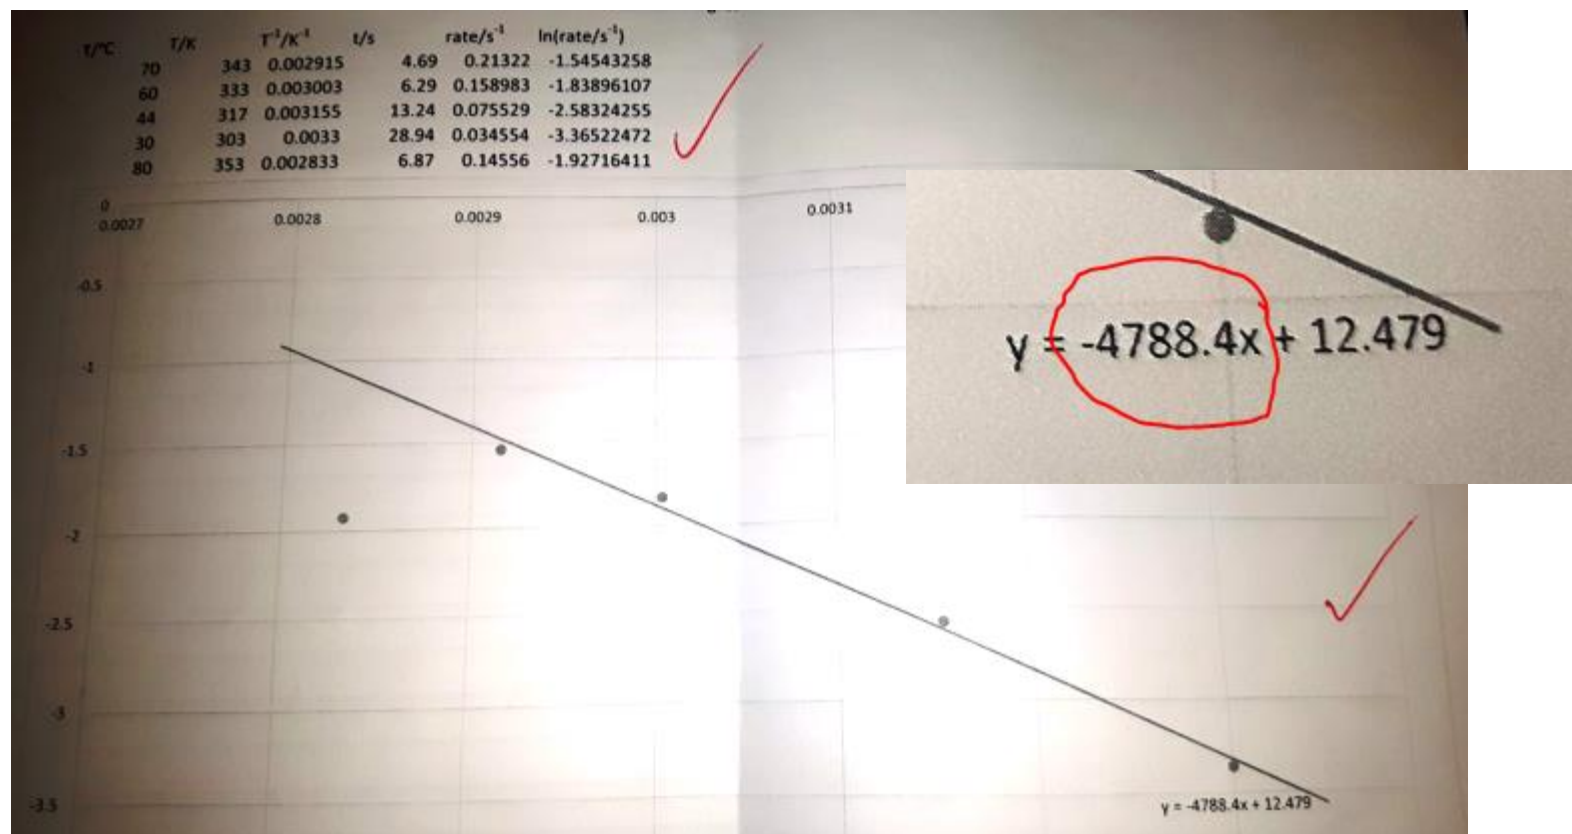 T/°C T/K T⁻¹/K⁻¹ t/s rate/s⁻¹ ln(rate/s⁻¹)
70 343 0.002915 4.69 0.21322 -1.54543258
60 333 0.003003 6.29 0.158983 -1.83896107
44 317 0.003155 13.24 0.075529 -2.58324255
30 303 0.0033 28.94 0.034554 -3.36522472
80 353 0.002833 6.87 0.14556 -1.92716411
0
0.0027 0.0028 0.0029 0.003 0.0031
-0.5
-1
-1.5
-2
-2.5
-3
-3.5
y = -4788.4x + 12.479
y = -4788.4x + 12.479